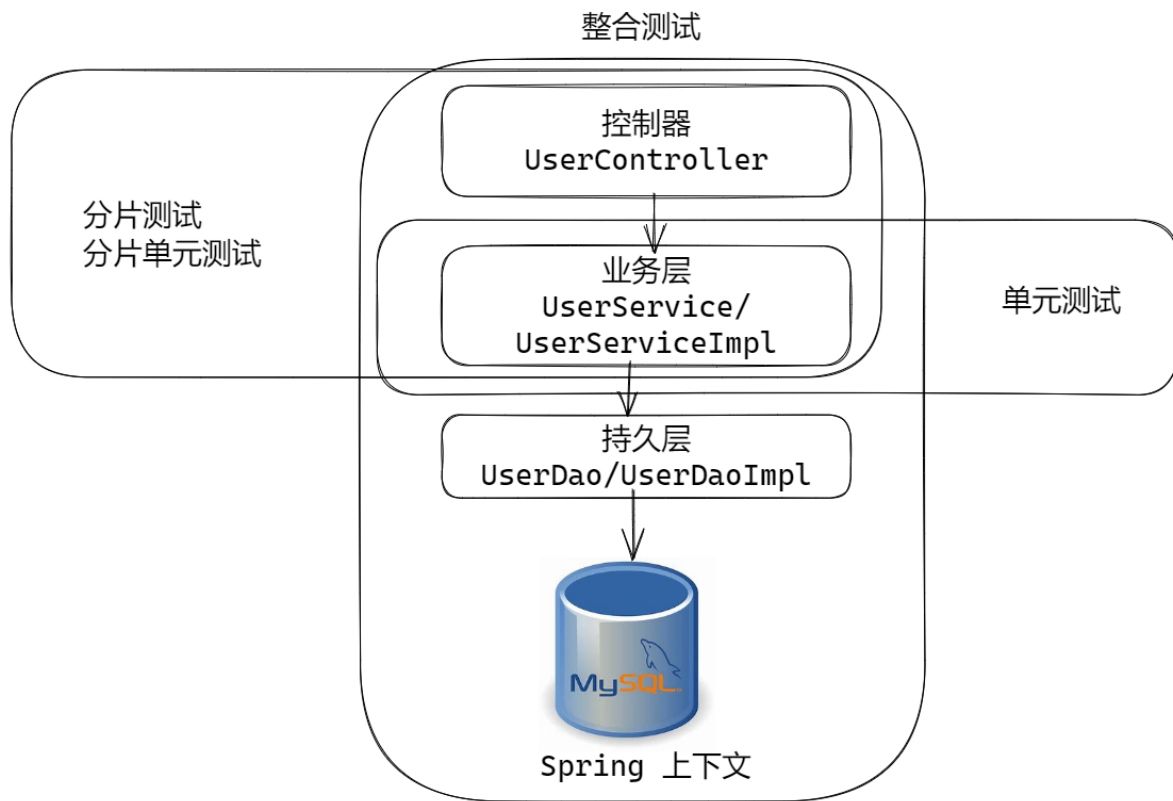 整合测试
控制器
UserController
分片测试
分片单元测试
业务层
UserService/
UserServiceImpl
单元测试
持久层
UserDao/UserDaoImpl
MySQL
Spring 上下文